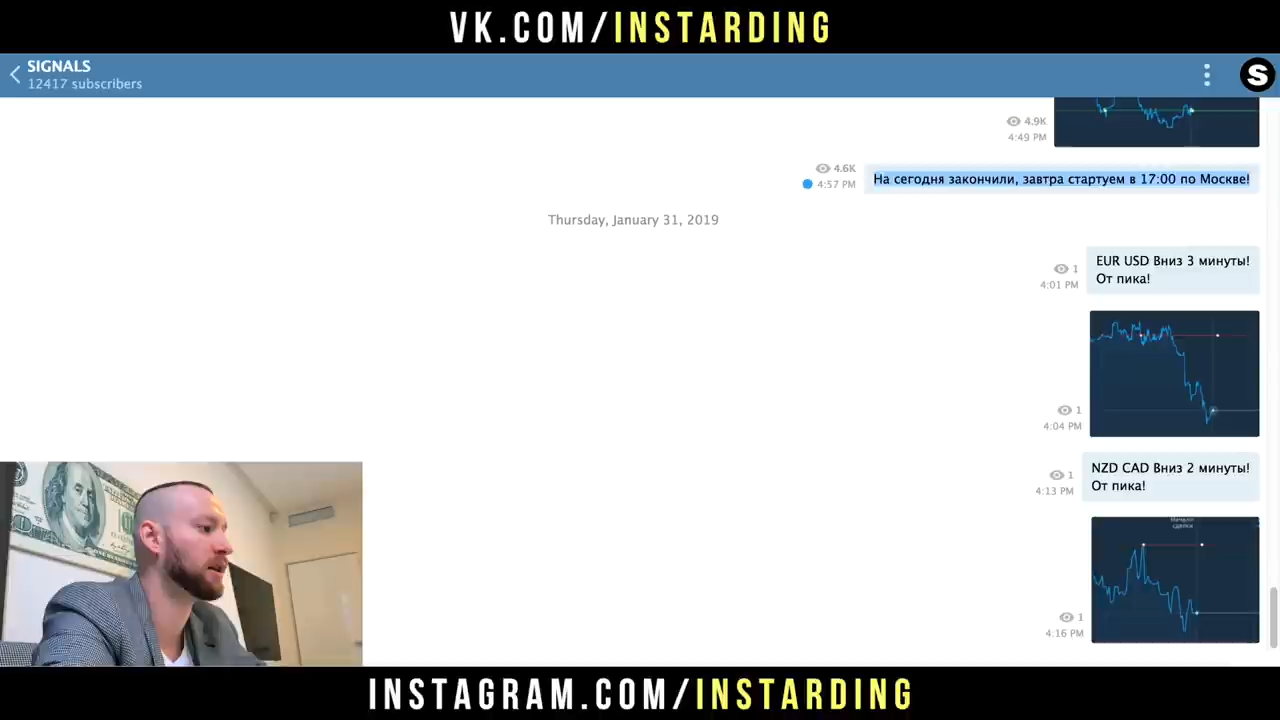 VK.COM/INSTARDING
SIGNALS
12417 subscribers
S
4.9K
4:49 PM
4.6K
4:57 PM
На сегодня закончили, завтра стартуем в 17:00 по Москве!
Thursday, January 31, 2019
EUR USD Вниз 3 минуты!
От пика!
1
4:01 PM
1
4:04 PM
NZD CAD Вниз 2 минуты!
От пика!
1
4:13 PM
1
4:16 PM
INSTAGRAM.COM/INSTARDING